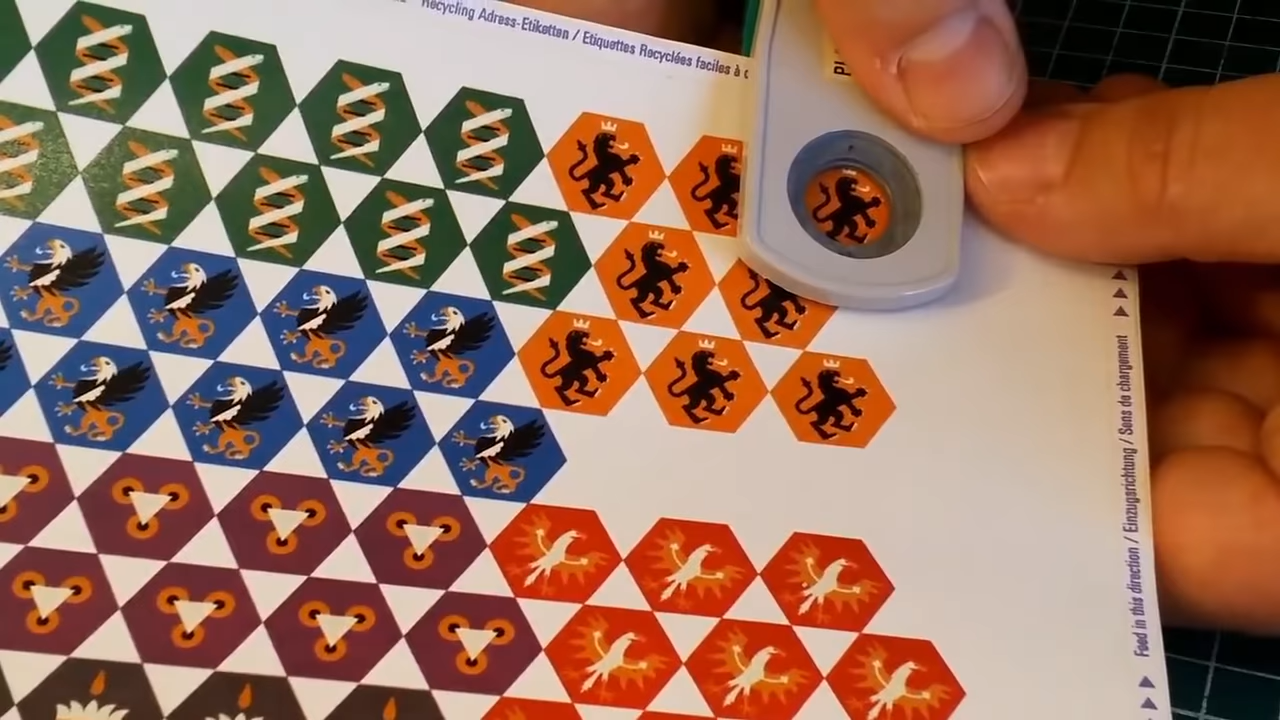 Recycling Adress-Etiketten / Etiquettes Recyclées faciles à
Feed in this direction / Einzugsrichtung / Sens de chargement